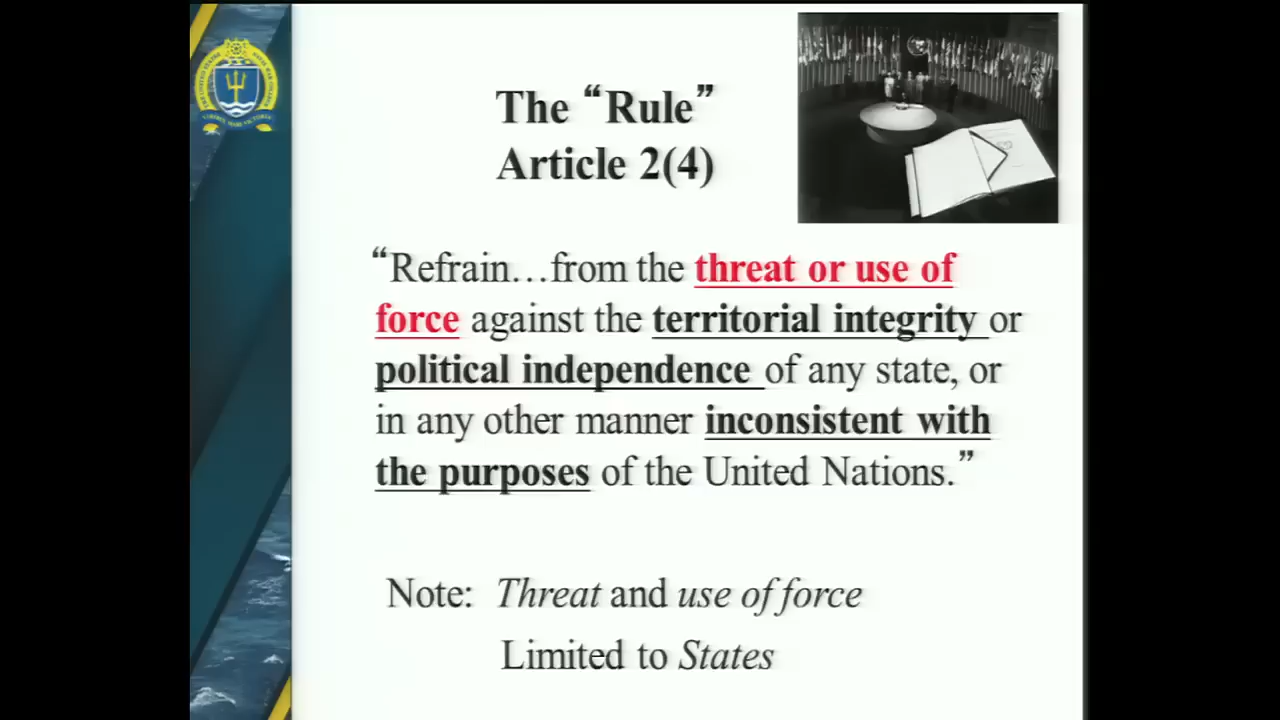 The “Rule”
Article 2(4)
“Refrain…from the threat or use of
force against the territorial integrity or
political independence of any state, or
in any other manner inconsistent with
the purposes of the United Nations.”
Note: Threat and use of force
Limited to States